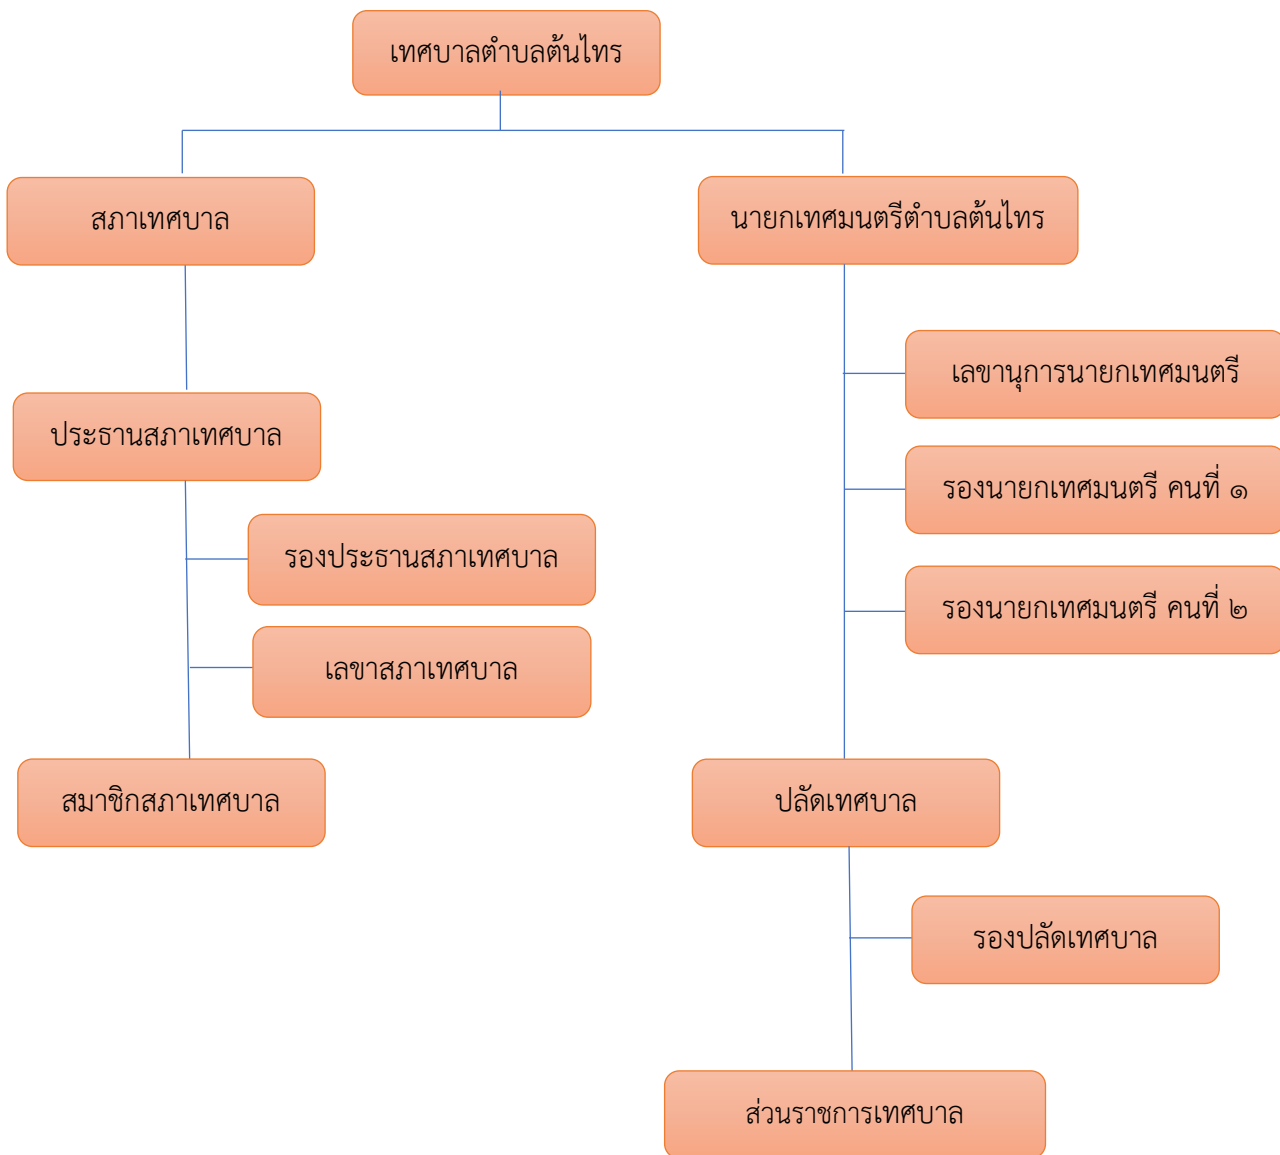 เทศบาลตำบลต้นไทร
สภาเทศบาล
นายกเทศมนตรีตำบลต้นไทร
เลขานุการนายกเทศมนตรี
ประธานสภาเทศบาล
รองนายกเทศมนตรี คนที่ ๑
รองประธานสภาเทศบาล
รองนายกเทศมนตรี คนที่ ๒
เลขาสภาเทศบาล
สมาชิกสภาเทศบาล
ปลัดเทศบาล
รองปลัดเทศบาล
ส่วนราชการเทศบาล